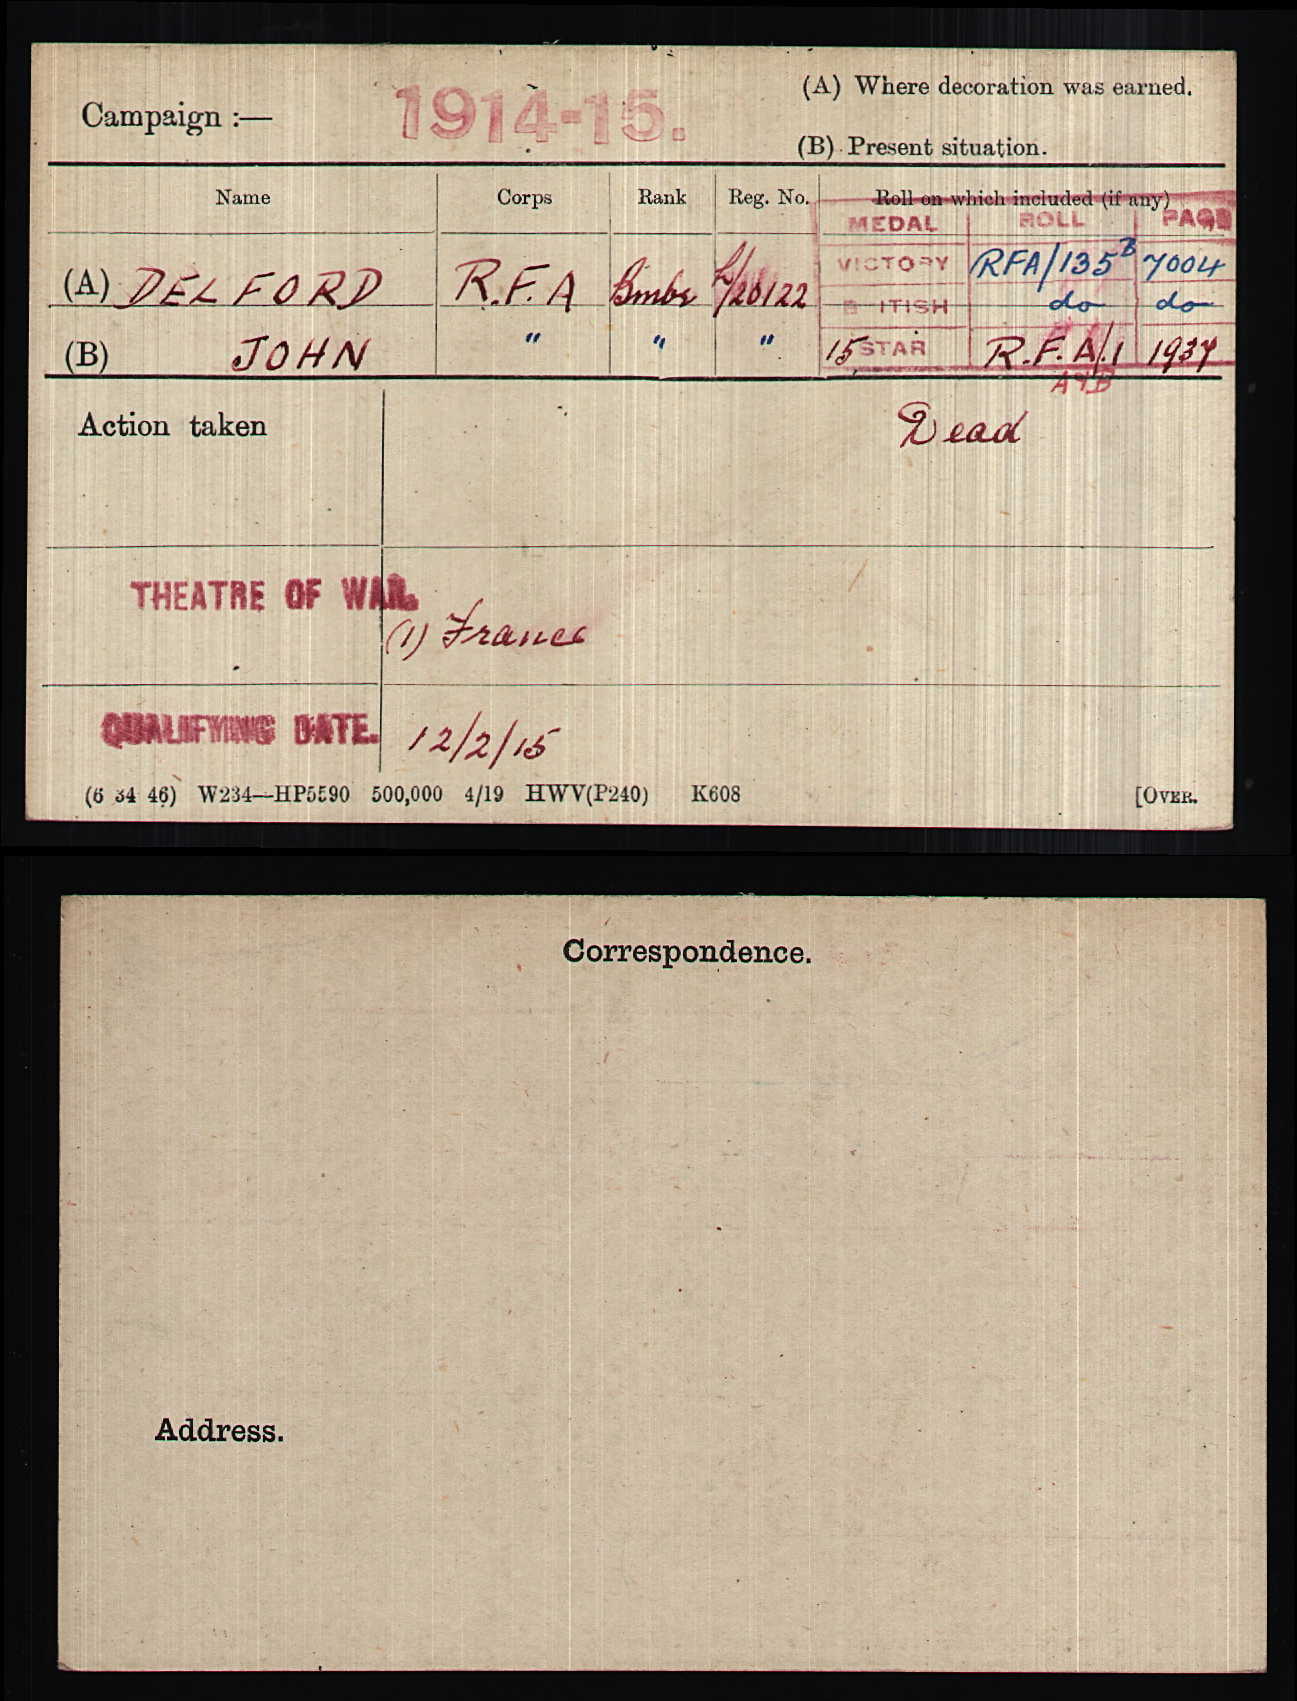 Campaign :— 1914-15.
(A) Where decoration was earned.
(B) Present situation.
Name Corps Rank Reg. No. Roll on which included (if any)
MEDAL ROLL PAGE
(A) DELFORD R.F.A Bmbr L/20122 VICTORY RFA/135B 7004
BRITISH do do
(B) JOHN " " " 15 STAR R.F.A/1 1937
A&B
Action taken Dead
THEATRE OF WAR.
(1) France
QUALIFYING DATE. 12/2/15
(6 34 46) W234—HP5590 500,000 4/19 HWV(P240) K608 [OVER.
Correspondence.
Address.